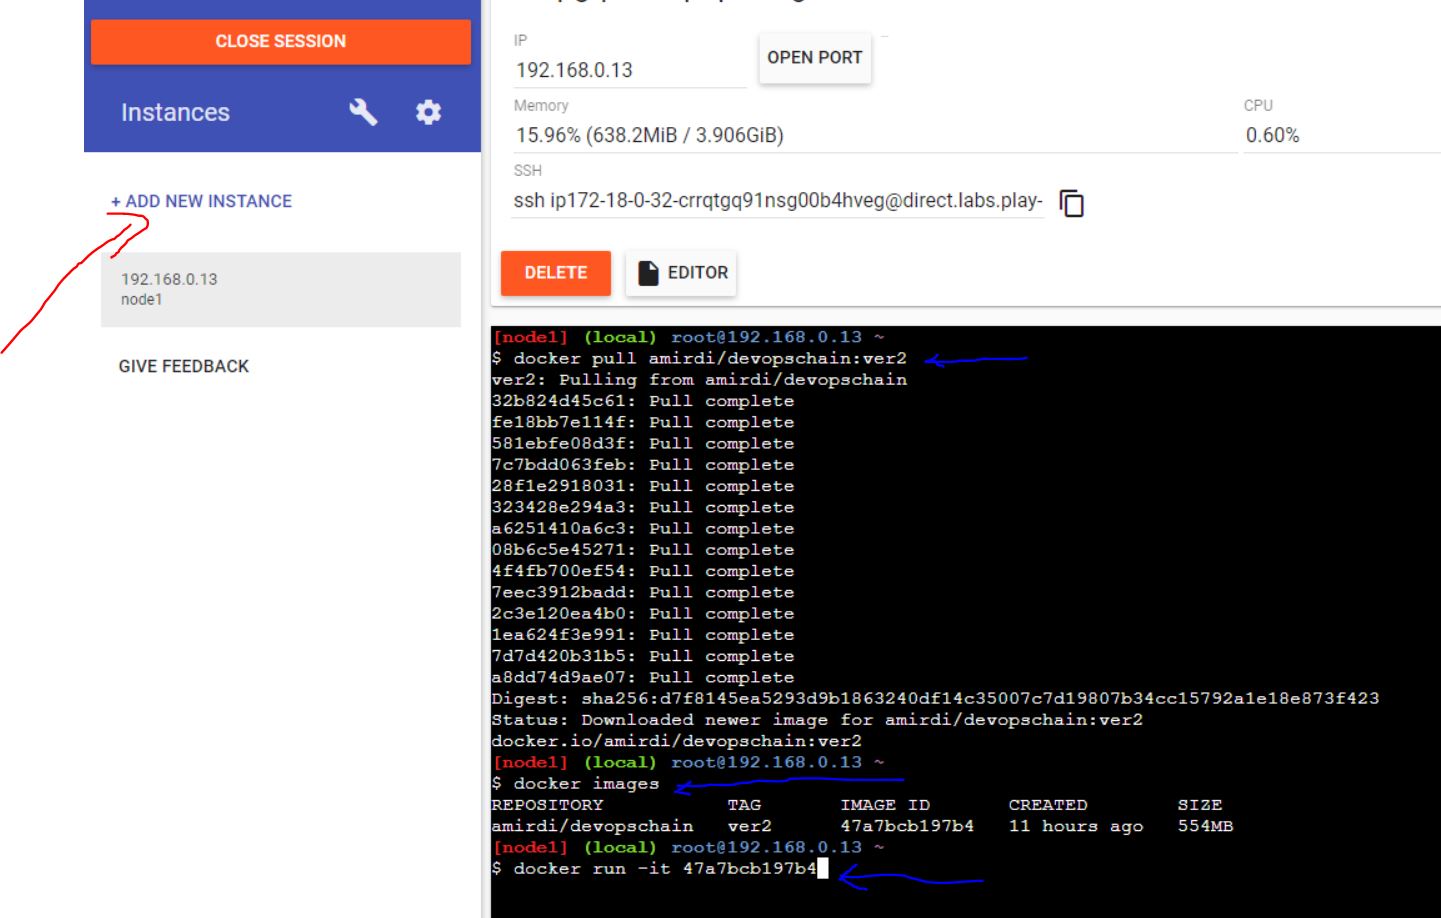 CLOSE SESSION
Instances
+ ADD NEW INSTANCE
192.168.0.13
node1
GIVE FEEDBACK
IP
192.168.0.13
OPEN PORT
Memory
15.96% (638.2MiB / 3.906GiB)
CPU
0.60%
SSH
ssh ip172-18-0-32-crrqtgq91nsg00b4hveg@direct.labs.play-
DELETE
EDITOR
[node1] (local) root@192.168.0.13 ~
$ docker pull amirdi/devopschain:ver2
ver2: Pulling from amirdi/devopschain
32b824d45c61: Pull complete
fe18bb7e114f: Pull complete
581ebfe08d3f: Pull complete
7c7bdd063feb: Pull complete
28f1e2918031: Pull complete
323428e294a3: Pull complete
a6251410a6c3: Pull complete
08b6c5e45271: Pull complete
4f4fb700ef54: Pull complete
7eec3912badd: Pull complete
2c3e120ea4b0: Pull complete
1ea624f3e991: Pull complete
7d7d420b31b5: Pull complete
a8dd74d9ae07: Pull complete
Digest: sha256:d7f8145ea5293d9b1863240df14c35007c7d19807b34cc15792a1e18e873f423
Status: Downloaded newer image for amirdi/devopschain:ver2
docker.io/amirdi/devopschain:ver2
[node1] (local) root@192.168.0.13 ~
$ docker images
REPOSITORY TAG IMAGE ID CREATED SIZE
amirdi/devopschain ver2 47a7bcb197b4 11 hours ago 554MB
[node1] (local) root@192.168.0.13 ~
$ docker run -it 47a7bcb197b4